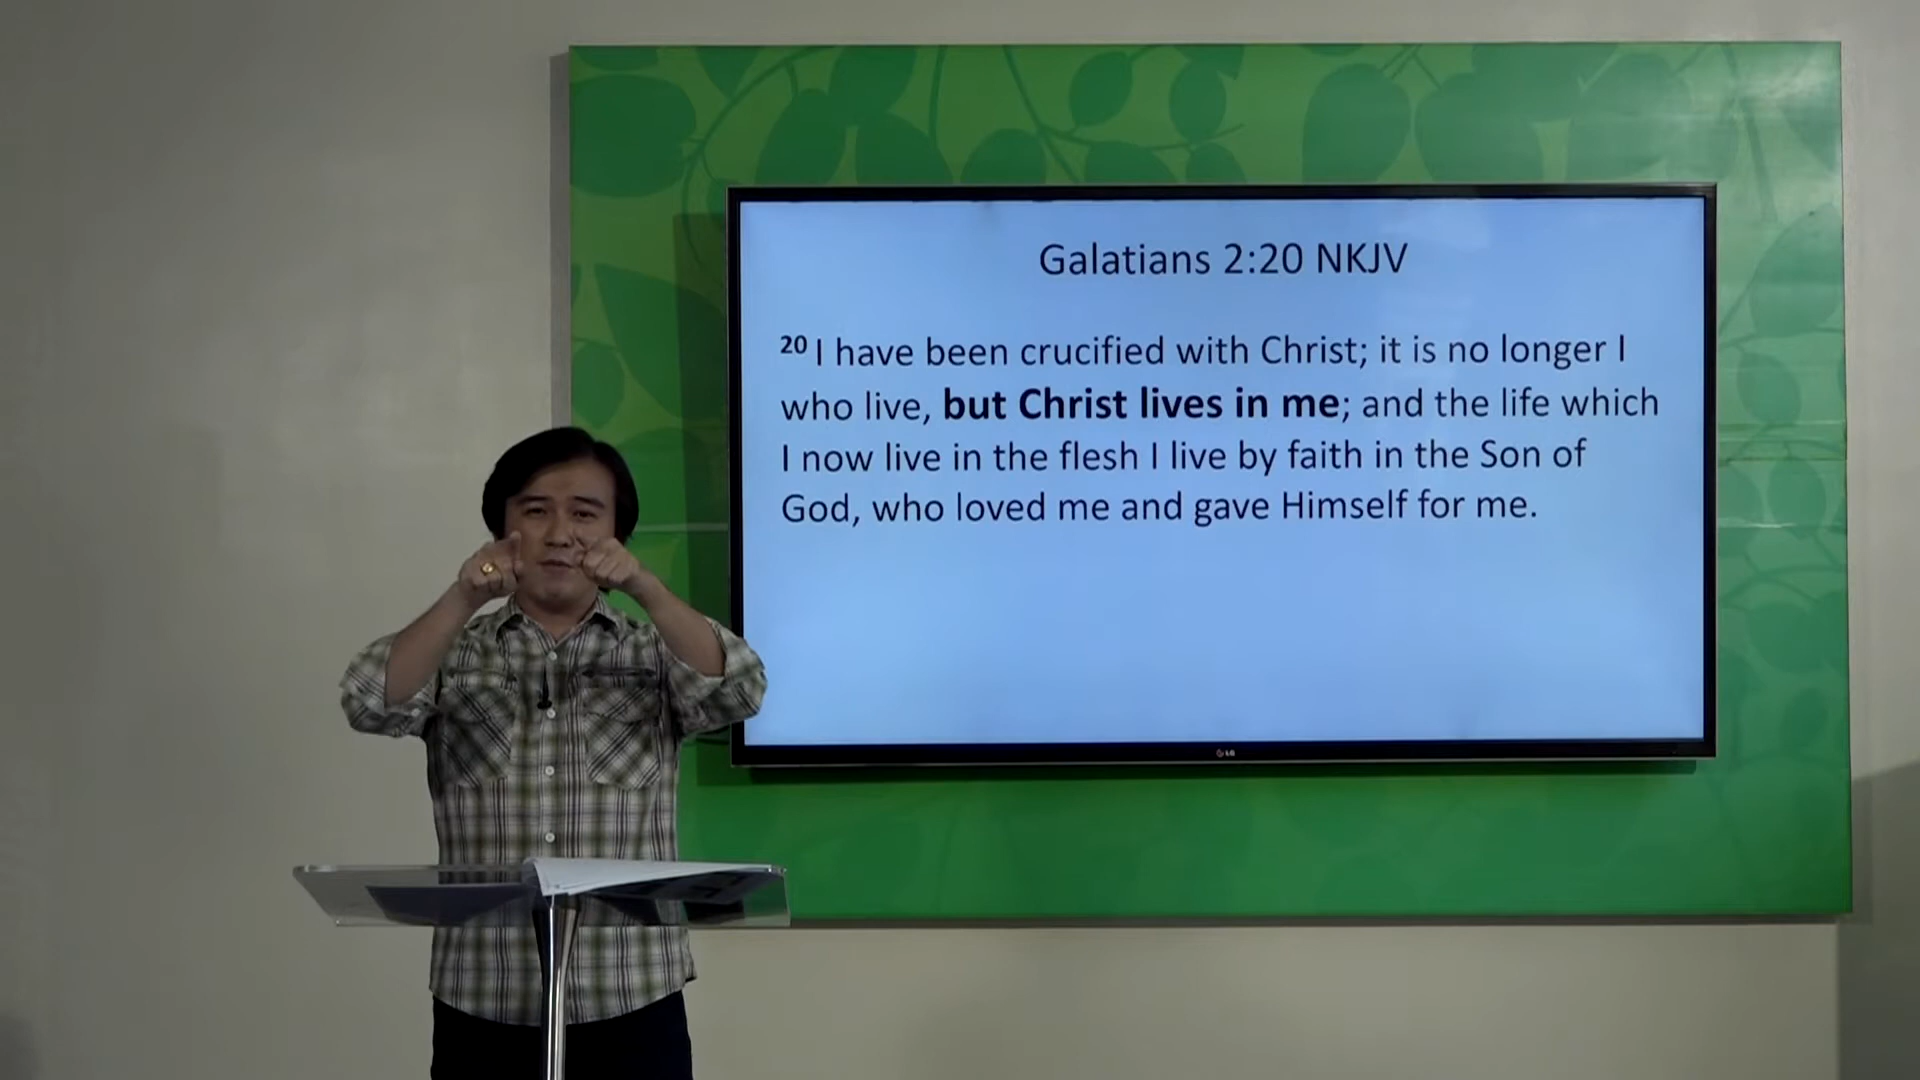 Galatians 2:20 NKJV
20 I have been crucified with Christ; it is no longer I
who live, but Christ lives in me; and the life which
I now live in the flesh I live by faith in the Son of
God, who loved me and gave Himself for me.
LG